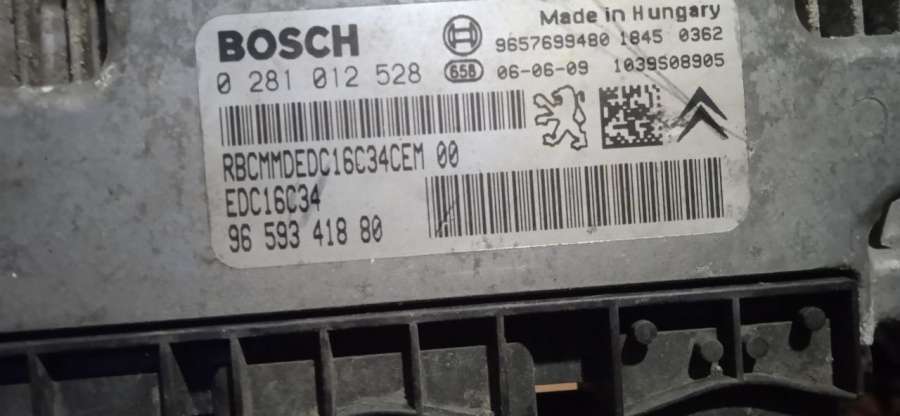 BOSCH
Made in Hungary
9657699480 1845 0362
0 281 012 528
658 06-06-09 1039S08905
RBCMMDEDC16C34CEM 00
EDC16C34
96 593 418 80